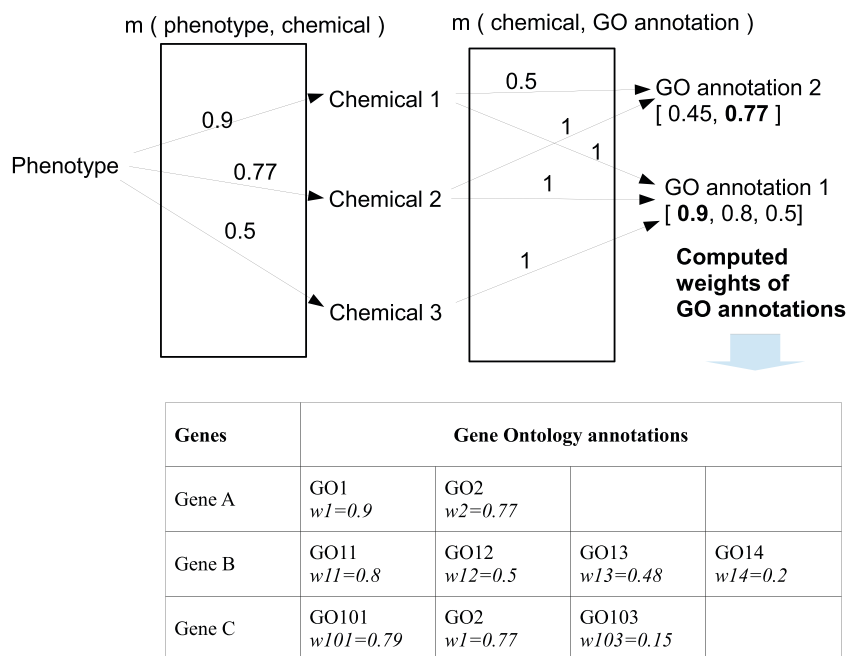 m ( phenotype, chemical )
m ( chemical, GO annotation )
0.9
0.77
0.5
Phenotype
Chemical 1
Chemical 2
Chemical 3
0.5
1
1
1
1
GO annotation 2
[ 0.45, 0.77 ]
GO annotation 1
[ 0.9, 0.8, 0.5]
Computed
weights of
GO annotations
Genes
Gene Ontology annotations
Gene A
GO1
w1=0.9
GO2
w2=0.77
Gene B
GO11
w11=0.8
GO12
w12=0.5
GO13
w13=0.48
GO14
w14=0.2
Gene C
GO101
w101=0.79
GO2
w1=0.77
GO103
w103=0.15